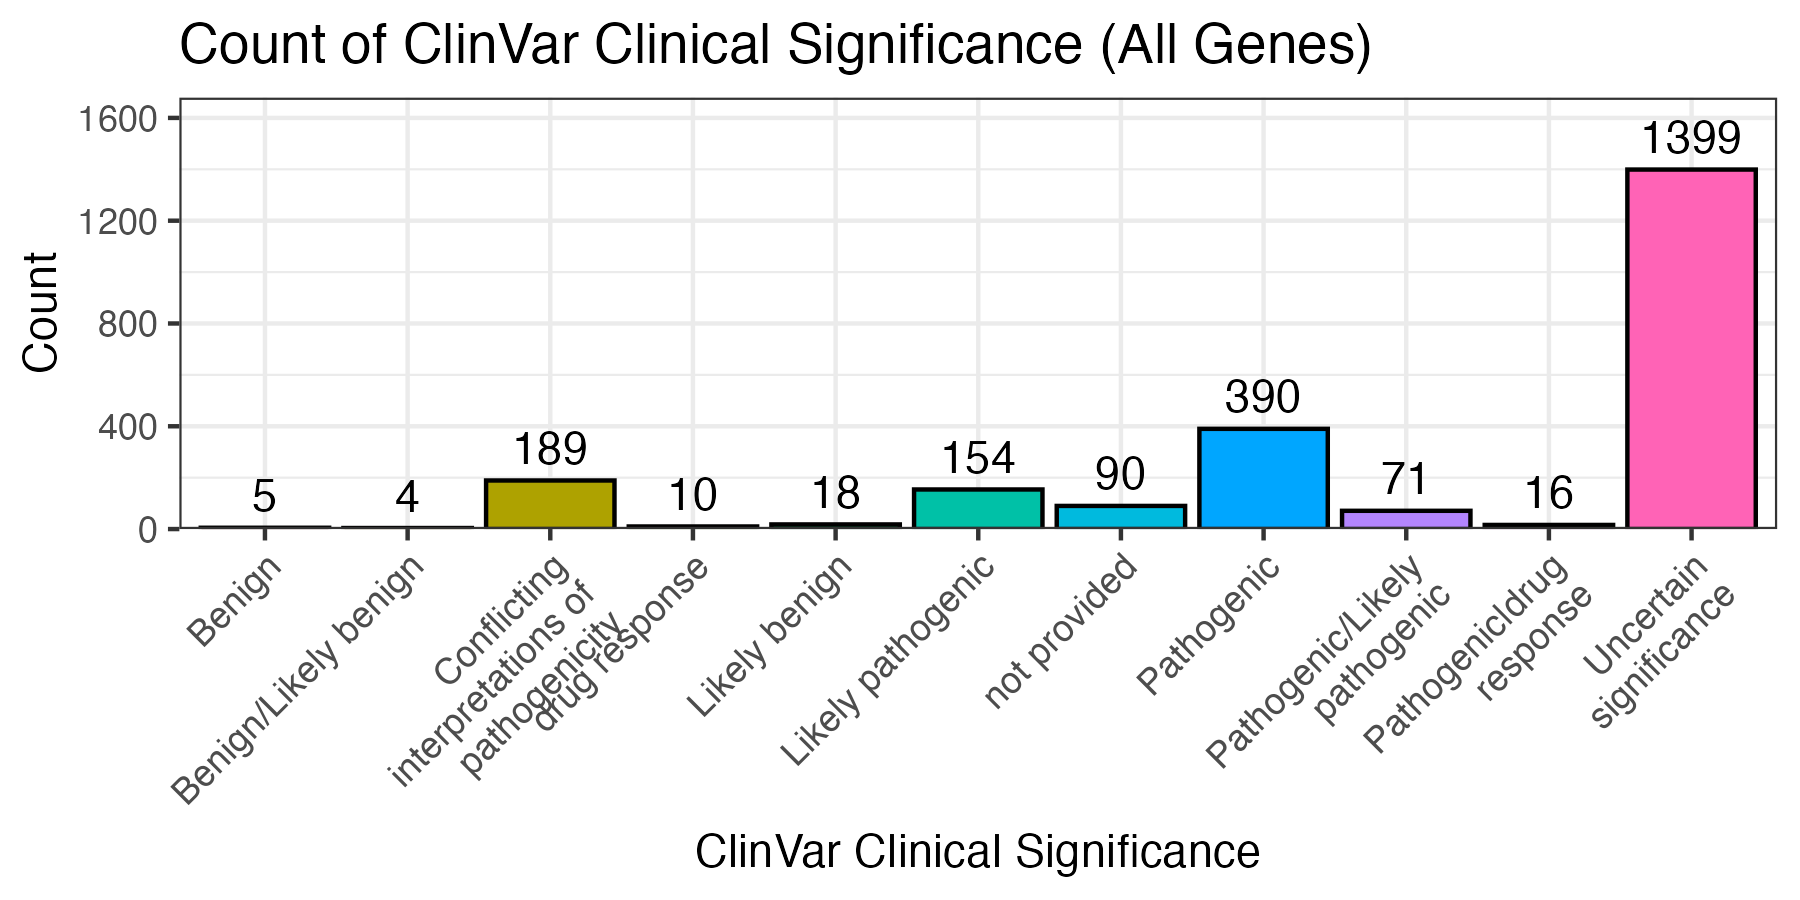 Count of ClinVar Clinical Significance (All Genes)
Count
1600
1200
800
400
0
5
4
189
10
18
154
90
390
71
16
1399
Benign
Benign/Likely benign
Conflicting
interpretations of
pathogenicity
drug response
Likely benign
Likely pathogenic
not provided
Pathogenic
Pathogenic/Likely
pathogenic
Pathogenic|drug
response
Uncertain
significance
ClinVar Clinical Significance